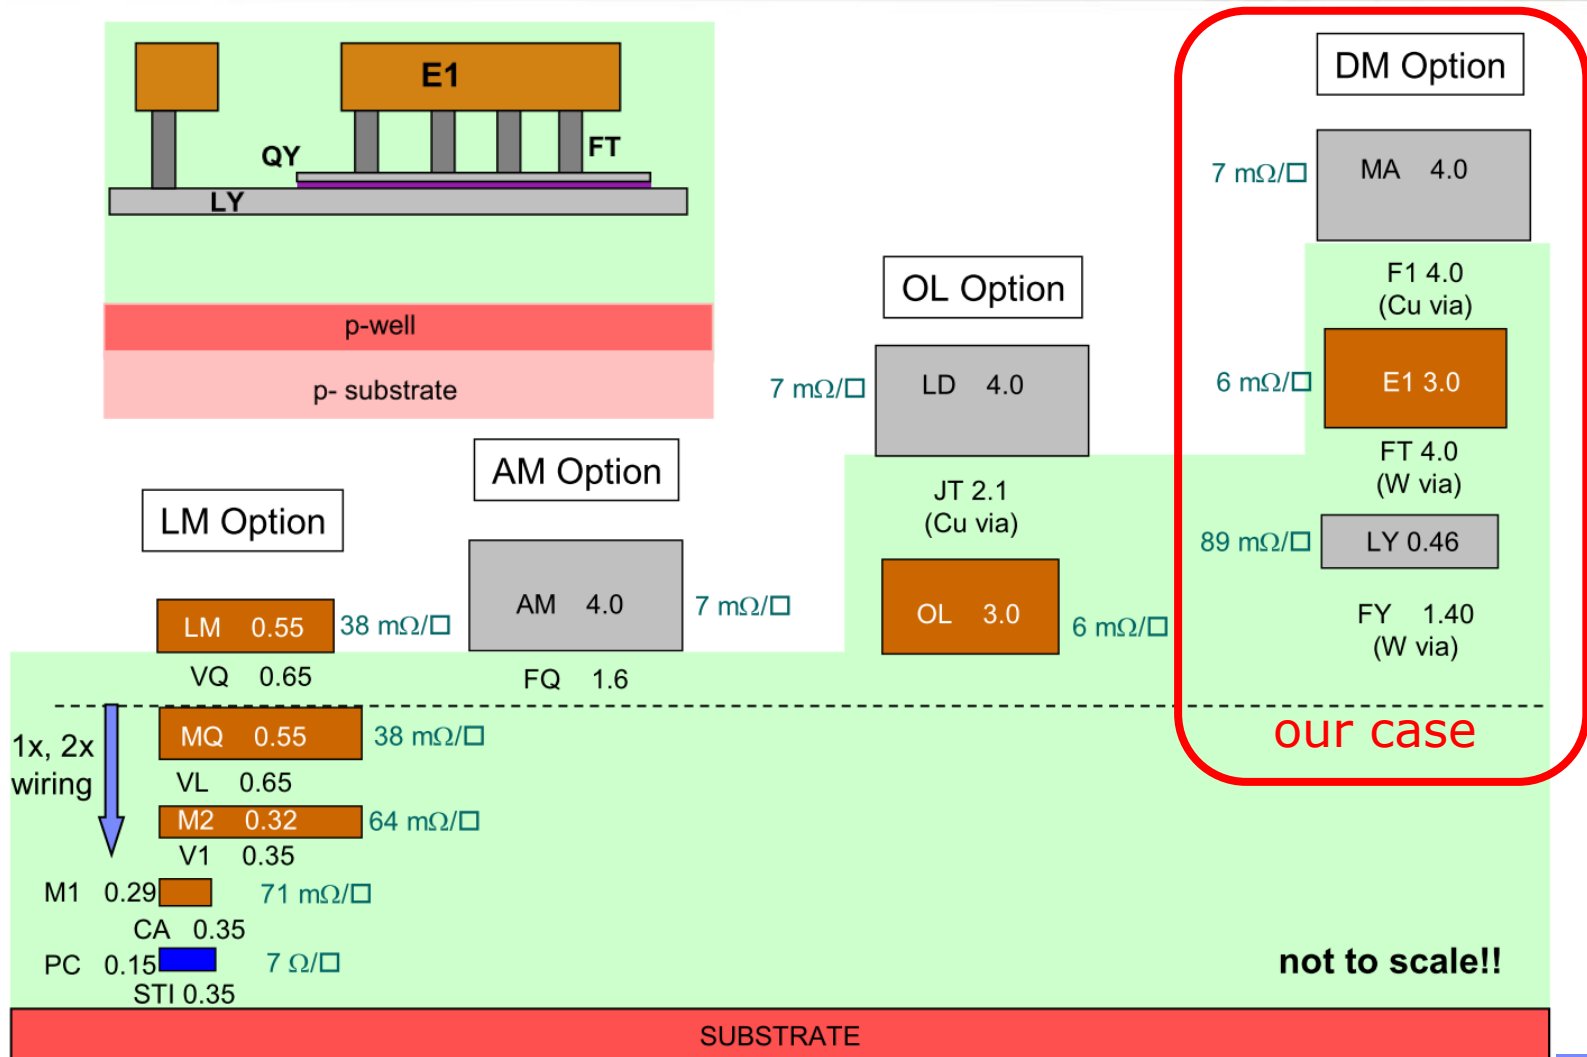 E1
QY
FT
LY
p-well
p- substrate
LM Option
LM 0.55
38 mΩ/□
VQ 0.65
AM Option
AM 4.0
7 mΩ/□
FQ 1.6
OL Option
7 mΩ/□
LD 4.0
JT 2.1
(Cu via)
OL 3.0
6 mΩ/□
DM Option
7 mΩ/□
MA 4.0
F1 4.0
(Cu via)
6 mΩ/□
E1 3.0
FT 4.0
(W via)
89 mΩ/□
LY 0.46
FY 1.40
(W via)
our case
1x, 2x
wiring
MQ 0.55
38 mΩ/□
VL 0.65
M2 0.32
64 mΩ/□
V1 0.35
M1 0.29
71 mΩ/□
CA 0.35
PC 0.15
7 Ω/□
STI 0.35
not to scale!!
SUBSTRATE